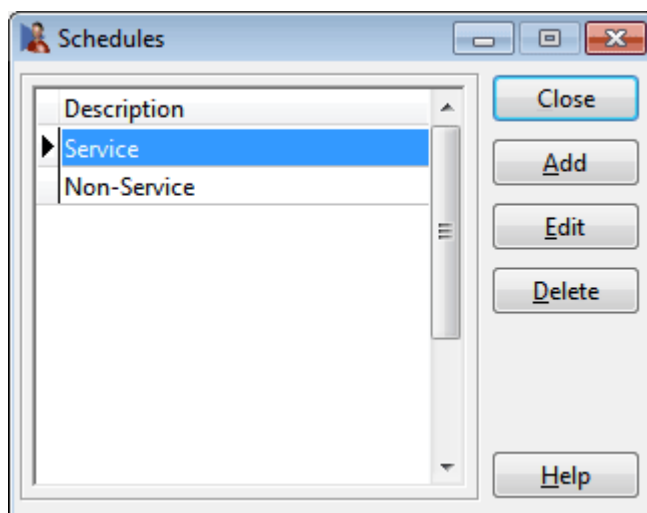 Schedules
Description
Service
Non-Service
Close
Add
Edit
Delete
Help